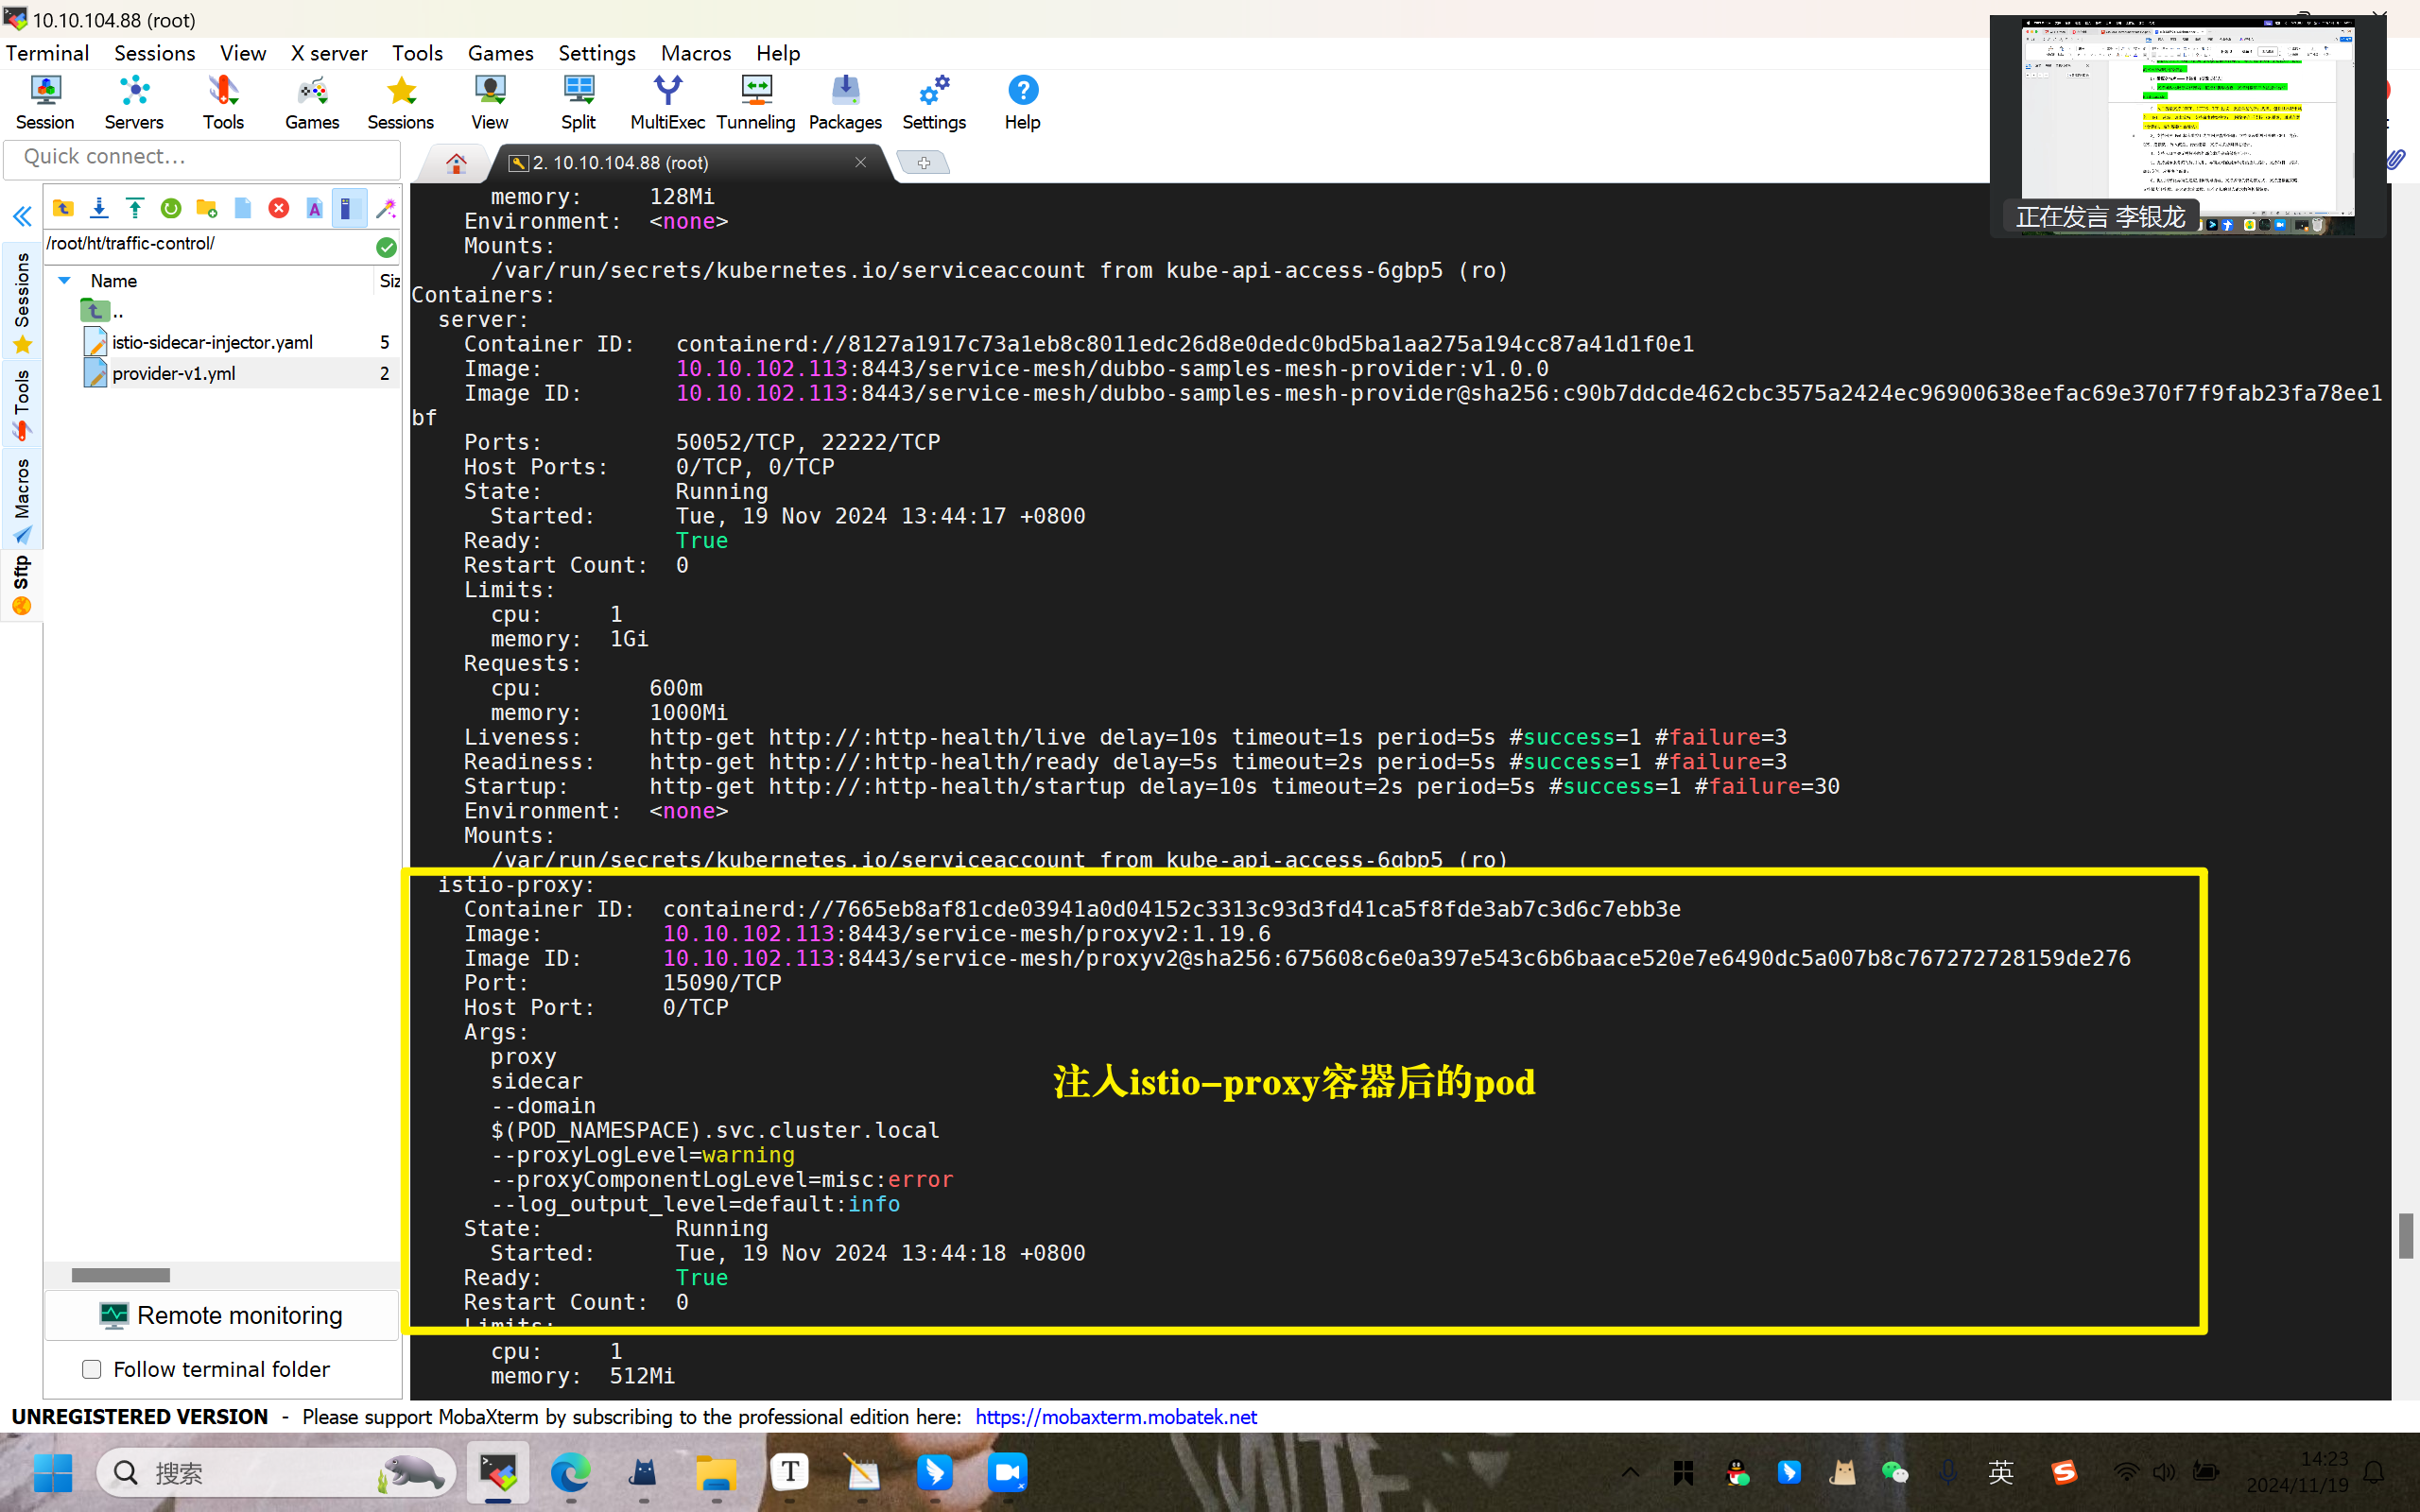 10.10.104.88 (root)
Terminal Sessions View X server Tools Games Settings Macros Help
Session Servers Tools Games Sessions View Split MultiExec Tunneling Packages Settings Help
Quick connect...
2. 10.10.104.88 (root)
正在发言 李银龙
/root/ht/traffic-control/
Name Siz
..
istio-sidecar-injector.yaml 5
provider-v1.yml 2
Sessions
Tools
Macros
Sftp
memory: 128Mi
Environment: <none>
Mounts:
/var/run/secrets/kubernetes.io/serviceaccount from kube-api-access-6gbp5 (ro)
Containers:
server:
Container ID: containerd://8127a1917c73a1eb8c8011edc26d8e0dedc0bd5ba1aa275a194cc87a41d1f0e1
Image: 10.10.102.113:8443/service-mesh/dubbo-samples-mesh-provider:v1.0.0
Image ID: 10.10.102.113:8443/service-mesh/dubbo-samples-mesh-provider@sha256:c90b7ddcde462cbc3575a2424ec96900638eefac69e370f7f9fab23fa78ee1
bf
Ports: 50052/TCP, 22222/TCP
Host Ports: 0/TCP, 0/TCP
State: Running
Started: Tue, 19 Nov 2024 13:44:17 +0800
Ready: True
Restart Count: 0
Limits:
cpu: 1
memory: 1Gi
Requests:
cpu: 600m
memory: 1000Mi
Liveness: http-get http://:http-health/live delay=10s timeout=1s period=5s #success=1 #failure=3
Readiness: http-get http://:http-health/ready delay=5s timeout=2s period=5s #success=1 #failure=3
Startup: http-get http://:http-health/startup delay=10s timeout=2s period=5s #success=1 #failure=30
Environment: <none>
Mounts:
/var/run/secrets/kubernetes.io/serviceaccount from kube-api-access-6gbp5 (ro)
istio-proxy:
Container ID: containerd://7665eb8af81cde03941a0d04152c3313c93d3fd41ca5f8fde3ab7c3d6c7ebb3e
Image: 10.10.102.113:8443/service-mesh/proxyv2:1.19.6
Image ID: 10.10.102.113:8443/service-mesh/proxyv2@sha256:675608c6e0a397e543c6b6baace520e7e6490dc5a007b8c767272728159de276
Port: 15090/TCP
Host Port: 0/TCP
Args:
proxy
sidecar
--domain
$(POD_NAMESPACE).svc.cluster.local
--proxyLogLevel=warning
--proxyComponentLogLevel=misc:error
--log_output_level=default:info
注入istio-proxy容器后的pod
State: Running
Started: Tue, 19 Nov 2024 13:44:18 +0800
Ready: True
Restart Count: 0
Limits:
cpu: 1
memory: 512Mi
Remote monitoring
Follow terminal folder
UNREGISTERED VERSION - Please support MobaXterm by subscribing to the professional edition here: https://mobaxterm.mobatek.net
搜索
英
14:23
2024/11/19